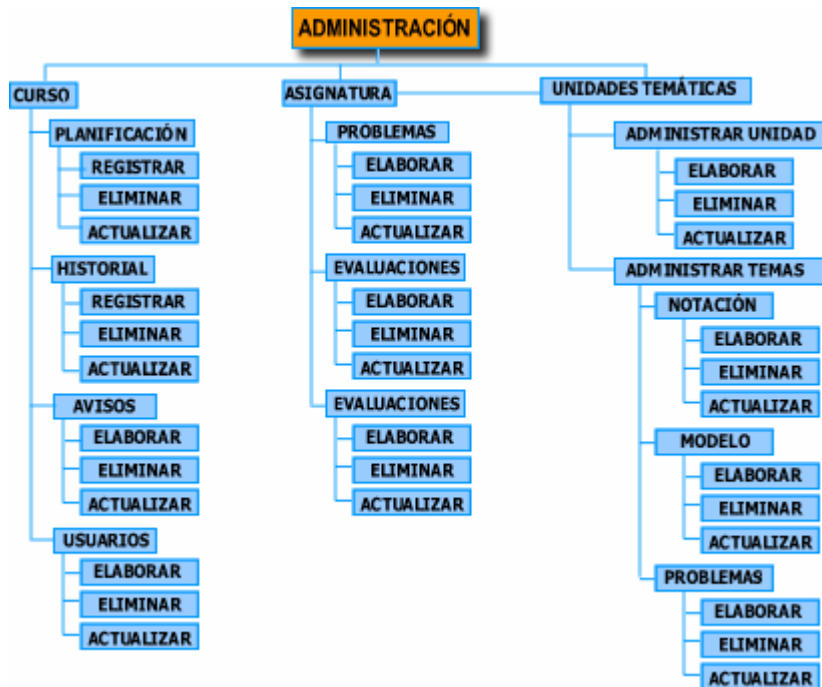 ADMINISTRACIÓN
CURSO
PLANIFICACIÓN
REGISTRAR
ELIMINAR
ACTUALIZAR
HISTORIAL
REGISTRAR
ELIMINAR
ACTUALIZAR
AVISOS
ELABORAR
ELIMINAR
ACTUALIZAR
USUARIOS
ELABORAR
ELIMINAR
ACTUALIZAR
ASIGNATURA
PROBLEMAS
ELABORAR
ELIMINAR
ACTUALIZAR
EVALUACIONES
ELABORAR
ELIMINAR
ACTUALIZAR
EVALUACIONES
ELABORAR
ELIMINAR
ACTUALIZAR
UNIDADES TEMÁTICAS
ADMINISTRAR UNIDAD
ELABORAR
ELIMINAR
ACTUALIZAR
ADMINISTRAR TEMAS
NOTACIÓN
ELABORAR
ELIMINAR
ACTUALIZAR
MODELO
ELABORAR
ELIMINAR
ACTUALIZAR
PROBLEMAS
ELABORAR
ELIMINAR
ACTUALIZAR